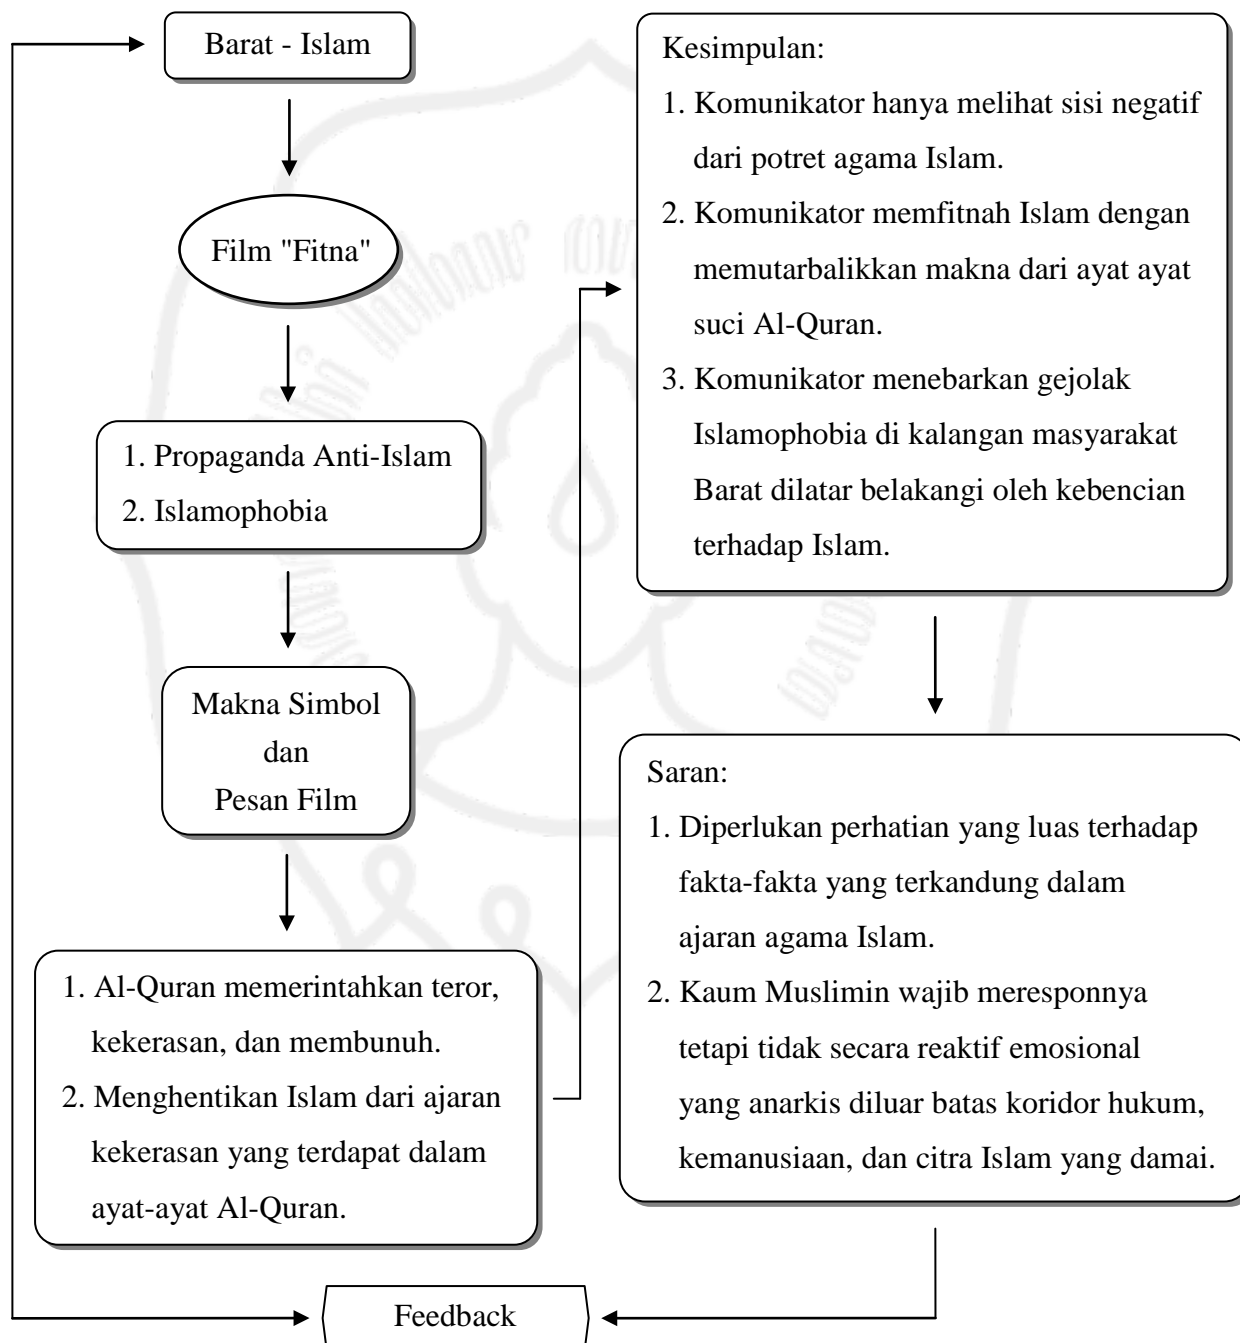 Barat - Islam
Film "Fitna"
1. Propaganda Anti-Islam
2. Islamophobia
Makna Simbol
dan
Pesan Film
1. Al-Quran memerintahkan teror,
kekerasan, dan membunuh.
2. Menghentikan Islam dari ajaran
kekerasan yang terdapat dalam
ayat-ayat Al-Quran.
Kesimpulan:
1. Komunikator hanya melihat sisi negatif
dari potret agama Islam.
2. Komunikator memfitnah Islam dengan
memutarbalikkan makna dari ayat ayat
suci Al-Quran.
3. Komunikator menebarkan gejolak
Islamophobia di kalangan masyarakat
Barat dilatar belakangi oleh kebencian
terhadap Islam.
Saran:
1. Diperlukan perhatian yang luas terhadap
fakta-fakta yang terkandung dalam
ajaran agama Islam.
2. Kaum Muslimin wajib meresponnya
tetapi tidak secara reaktif emosional
yang anarkis diluar batas koridor hukum,
kemanusiaan, dan citra Islam yang damai.
Feedback